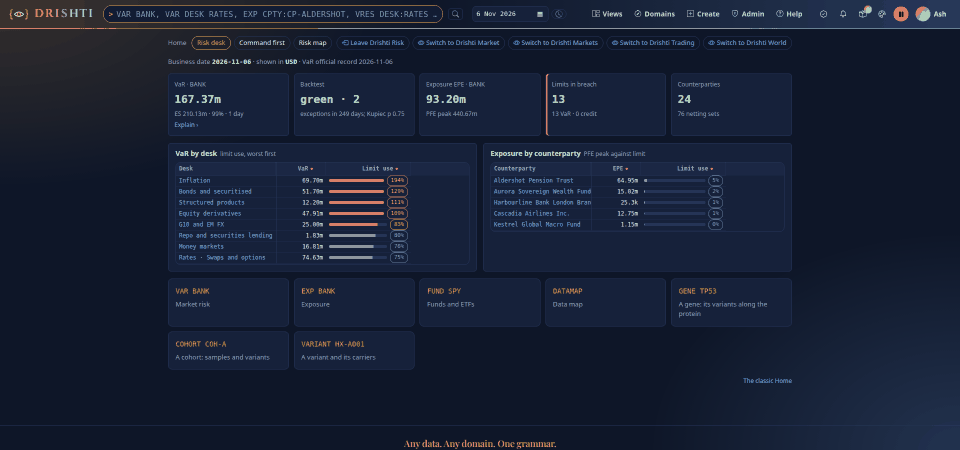 {👁} DRISHTI
> VAR BANK, VAR DESK RATES, EXP CPTY:CP-ALDERSHOT, VRES DESK:RATES …
6 Nov 2026
Views
Domains
Create
Admin
Help
Ash
Home
Risk desk
Command first
Risk map
Leave Drishti Risk
Switch to Drishti Market
Switch to Drishti Markets
Switch to Drishti Trading
Switch to Drishti World
Business date 2026-11-06 · shown in USD · VaR official record 2026-11-06
VaR · BANK
167.37m
ES 210.13m · 99% · 1 day
Explain ›
Backtest
green · 2
exceptions in 249 days; Kupiec p 0.75
Exposure EPE · BANK
93.20m
PFE peak 440.67m
Limits in breach
13
13 VaR · 0 credit
Counterparties
24
76 netting sets
VaR by desk limit use, worst first
Desk VaR Limit use
Inflation 69.70m 194%
Bonds and securitised 51.70m 129%
Structured products 12.20m 111%
Equity derivatives 47.91m 109%
G10 and EM FX 25.00m 83%
Repo and securities lending 1.83m 80%
Money markets 16.81m 76%
Rates - Swaps and options 74.63m 75%
Exposure by counterparty PFE peak against limit
Counterparty EPE Limit use
Aldershot Pension Trust 64.95m 5%
Aurora Sovereign Wealth Fund 15.02m 2%
Harbourline Bank London Bran 25.3k 1%
Cascadia Airlines Inc. 12.75m 1%
Kestrel Global Macro Fund 1.15m 0%
VAR BANK
Market risk
EXP BANK
Exposure
FUND SPY
Funds and ETFs
DATAMAP
Data map
GENE TP53
A gene: its variants along the
protein
COHORT COH-A
A cohort: samples and variants
VARIANT HX-A001
A variant and its carriers
The classic Home
Any data. Any domain. One grammar.